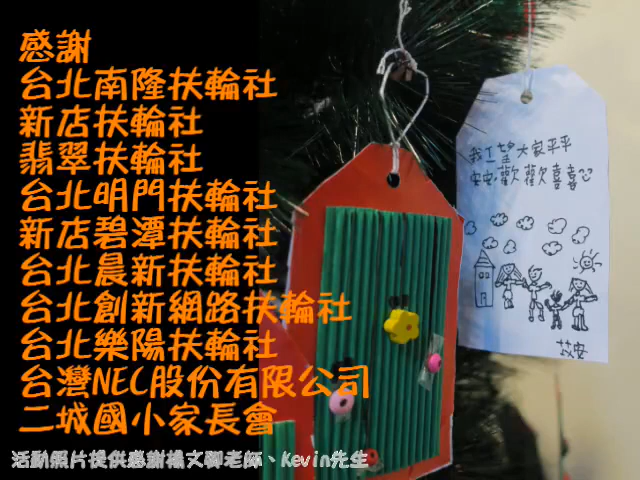 感謝
台北南隆扶輪社
新店扶輪社
翡翠扶輪社
台北明門扶輪社
新店碧潭扶輪社
台北晨新扶輪社
台北創新網路扶輪社
台北樂陽扶輪社
台灣NEC股份有限公司
二城國小家長會
我希望大家平平
安安歡歡喜喜
活動照片提供感謝楊文卿老師、Kevin先生